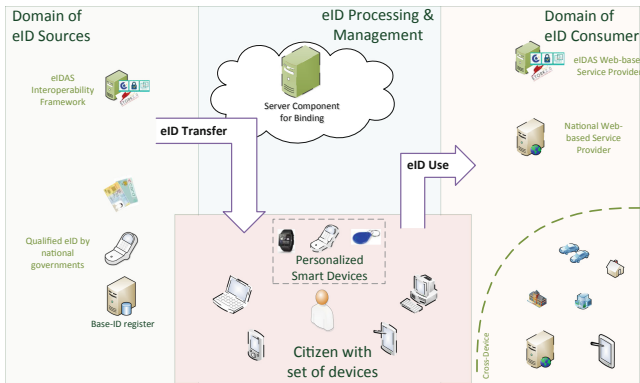 Domain of
eID Sources
eIDAS
Interoperability
Framework
eID Processing &
Management
Server Component
for Binding
Domain of
eID Consumer
eIDAS Web-base
Service Provider
National Web-
based Service
Provider
eID Transfer
eID Use
Qualified eID by
national
governments
Base-ID register
Personalized
Smart Devices
Citizen with
set of devices
Cross-Device